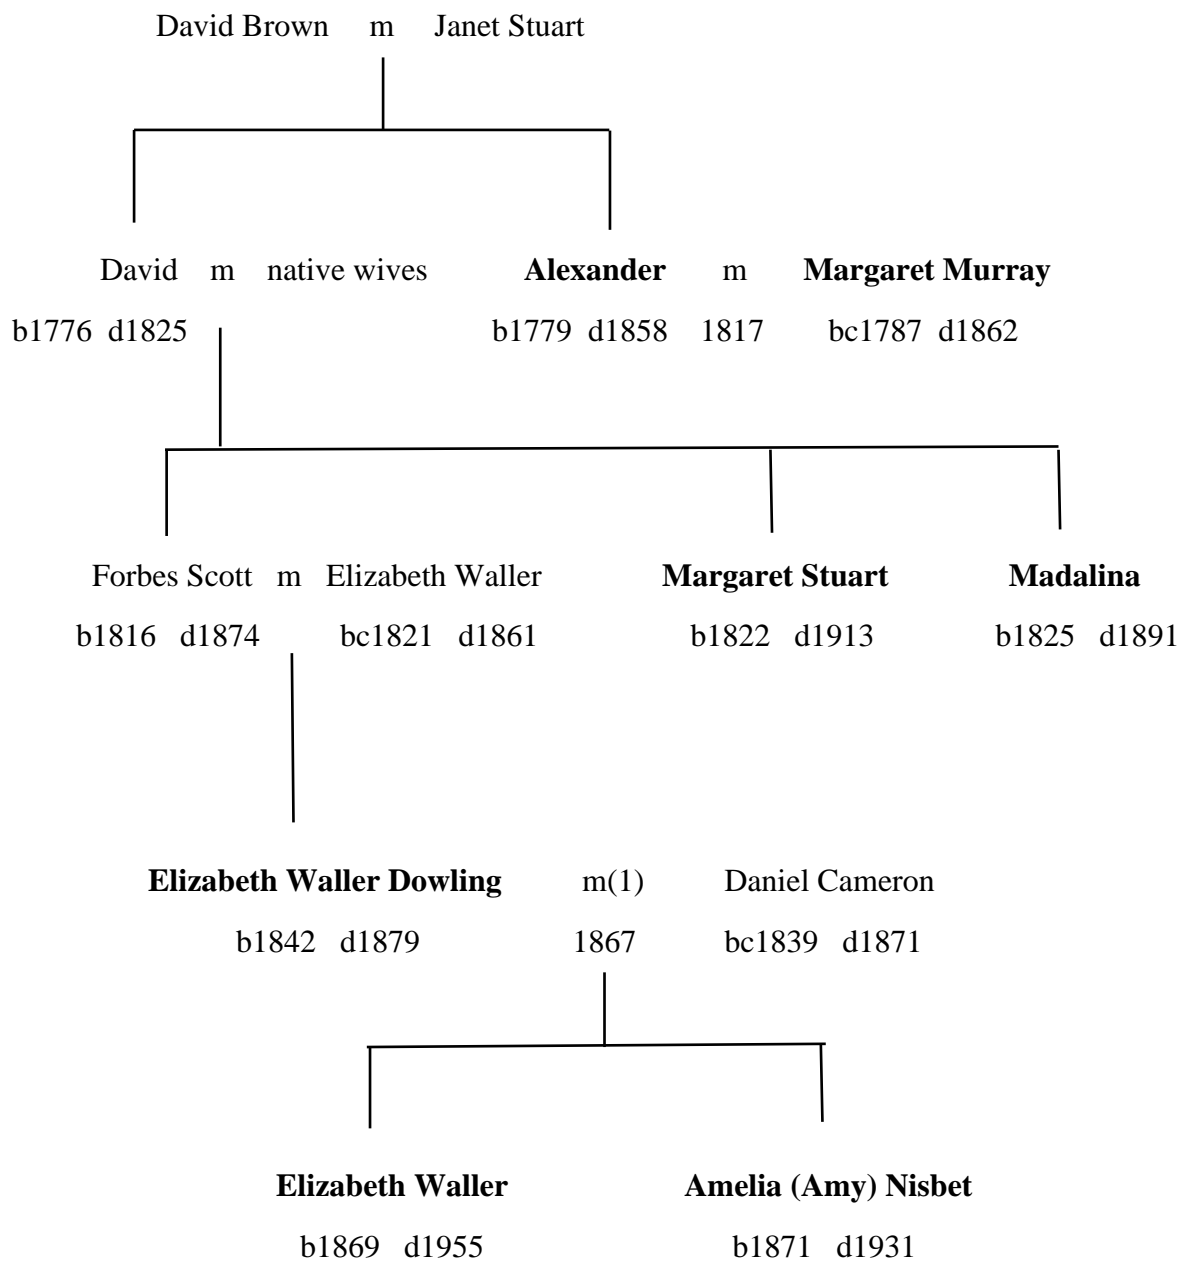 David Brown m Janet Stuart
David m native wives Alexander m Margaret Murray
b1776 d1825 b1779 d1858 1817 bc1787 d1862
Forbes Scott m Elizabeth Waller Margaret Stuart Madalina
b1816 d1874 bc1821 d1861 b1822 d1913 b1825 d1891
Elizabeth Waller Dowling m(1) Daniel Cameron
b1842 d1879 1867 bc1839 d1871
Elizabeth Waller Amelia (Amy) Nisbet
b1869 d1955 b1871 d1931